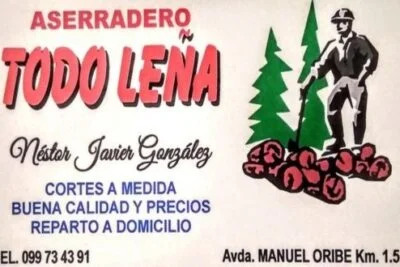 ASERRADERO
TODO LEÑA
Néstor Javier González
CORTES A MEDIDA
BUENA CALIDAD Y PRECIOS
REPARTO A DOMICILIO
EL. 099 73 43 91
Avda. MANUEL ORIBE Km. 1.5